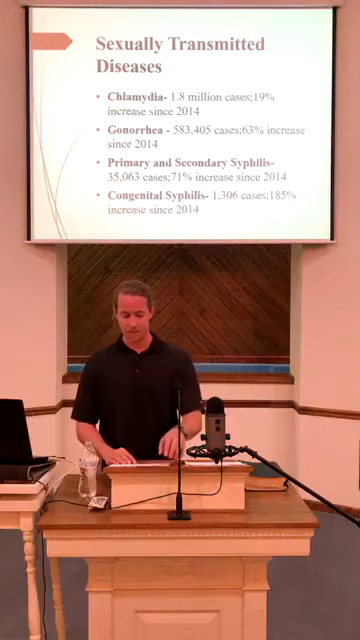 Sexually Transmitted
Diseases
• Chlamydia- 1.8 million cases;19%
increase since 2014
• Gonorrhea - 583,405 cases;63% increase
since 2014
• Primary and Secondary Syphilis-
35,063 cases;71% increase since 2014
• Congenital Syphilis- 1,306 cases;185%
increase since 2014